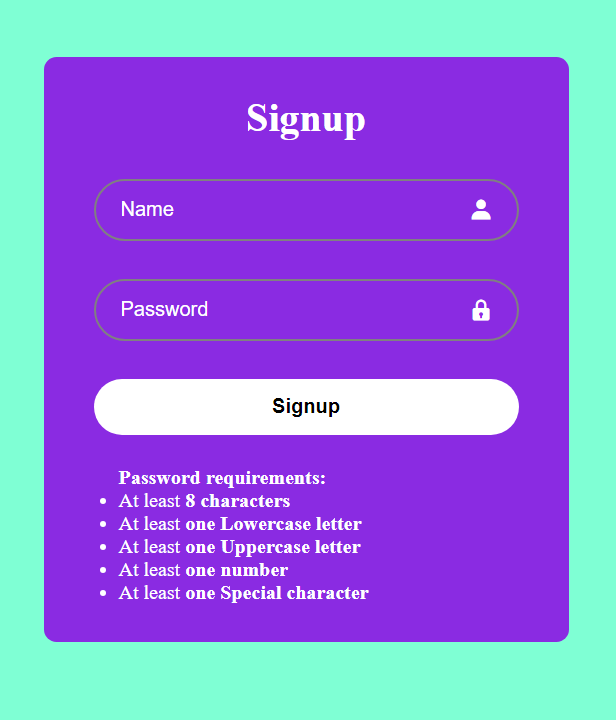 Signup
Name
Password
Signup
Password requirements:
At least 8 characters
At least one Lowercase letter
At least one Uppercase letter
At least one number
At least one Special character